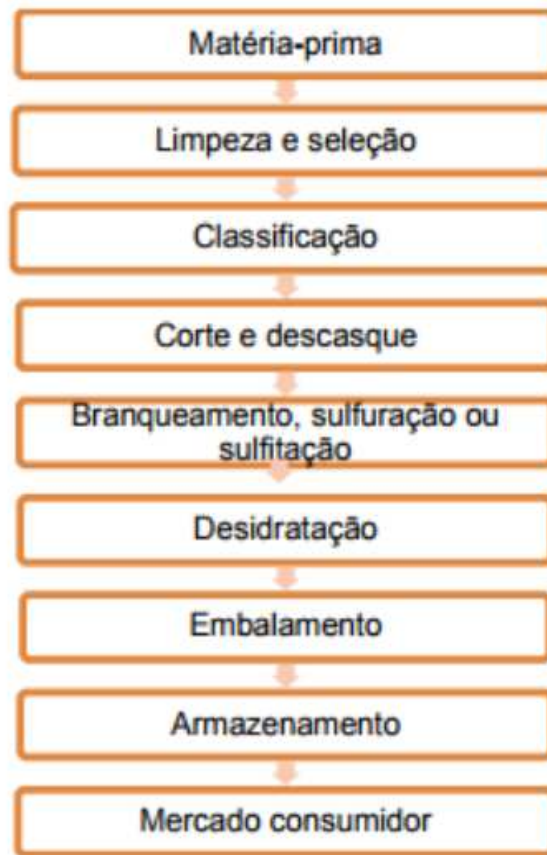 Matéria-prima
Limpeza e seleção
Classificação
Corte e descasque
Branqueamento, sulfuração ou
sulfitação
Desidratação
Embalamento
Armazenamento
Mercado consumidor